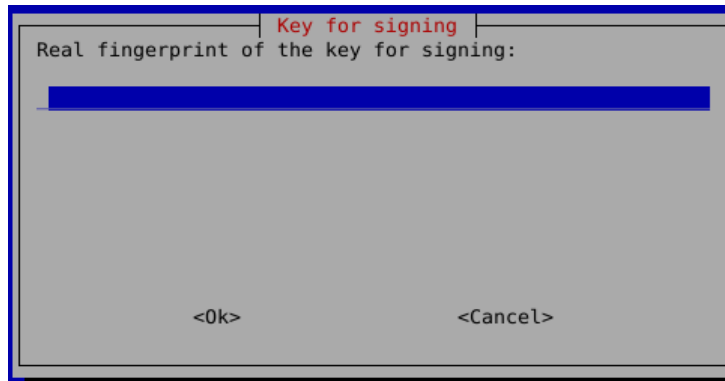 Key for signing
Real fingerprint of the key for signing:
<Ok> <Cancel>